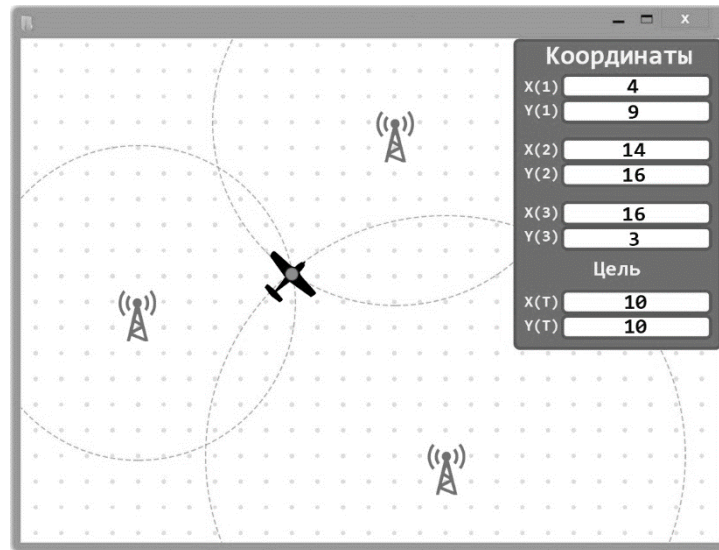 X
Координаты
X(1) 4
Y(1) 9
X(2) 14
Y(2) 16
X(3) 16
Y(3) 3
Цель
X(T) 10
Y(T) 10